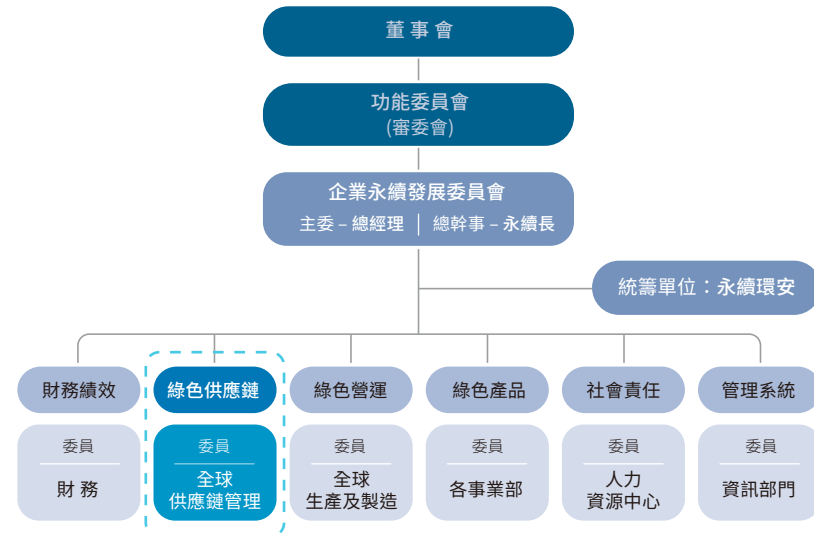 董事會
功能委員會
(審委會)
企業永續發展委員會
主委 – 總經理 │ 總幹事 – 永續長
統籌單位：永續環安
財務績效
綠色供應鏈
綠色營運
綠色產品
社會責任
管理系統
委員
財務
委員
全球
供應鏈管理
委員
全球
生產及製造
委員
各事業部
委員
人力
資源中心
委員
資訊部門